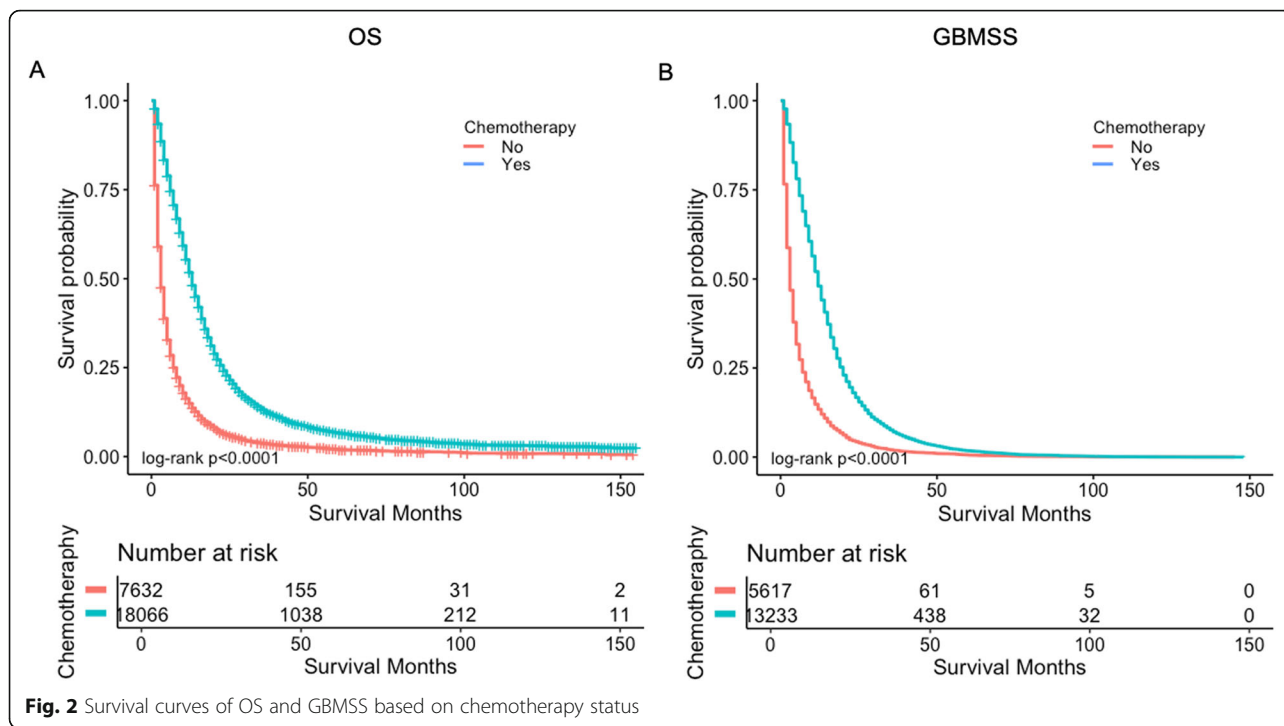 OS
A
1.00
0.75
0.50
0.25
0.00
Survival probability
Chemotherapy
No
Yes
log-rank p<0.0001
0 50 100 150
Survival Months
Number at risk
Chemotheraphy
7632 155 31 2
18066 1038 212 11
0 50 100 150
Survival Months
GBMSS
B
1.00
0.75
0.50
0.25
0.00
Survival probability
Chemotherapy
No
Yes
log-rank p<0.0001
0 50 100 150
Survival Months
Number at risk
Chemotheraphy
5617 61 5 0
13233 438 32 0
0 50 100 150
Survival Months
Fig. 2 Survival curves of OS and GBMSS based on chemotherapy status